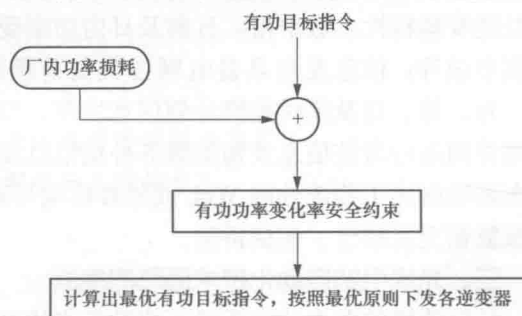 有功目标指令
厂内功率损耗
+
有功功率变化率安全约束
计算出最优有功目标指令，按照最优原则下发各逆变器